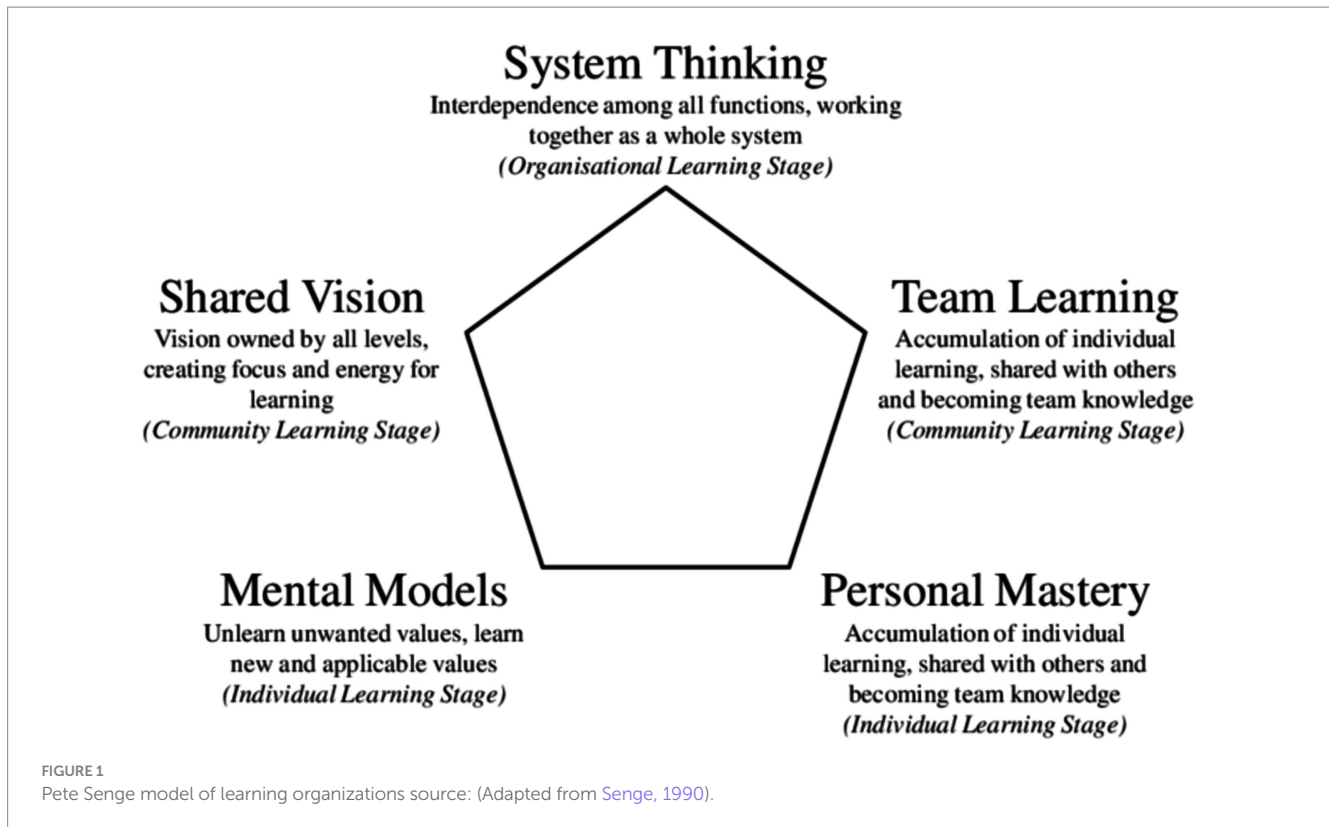 System Thinking
Interdependence among all functions, working
together as a whole system
(Organisational Learning Stage)
Shared Vision
Vision owned by all levels,
creating focus and energy for
learning
(Community Learning Stage)
Team Learning
Accumulation of individual
learning, shared with others
and becoming team knowledge
(Community Learning Stage)
Mental Models
Unlearn unwanted values, learn
new and applicable values
(Individual Learning Stage)
Personal Mastery
Accumulation of individual
learning, shared with others and
becoming team knowledge
(Individual Learning Stage)
FIGURE 1
Pete Senge model of learning organizations source: (Adapted from Senge, 1990).